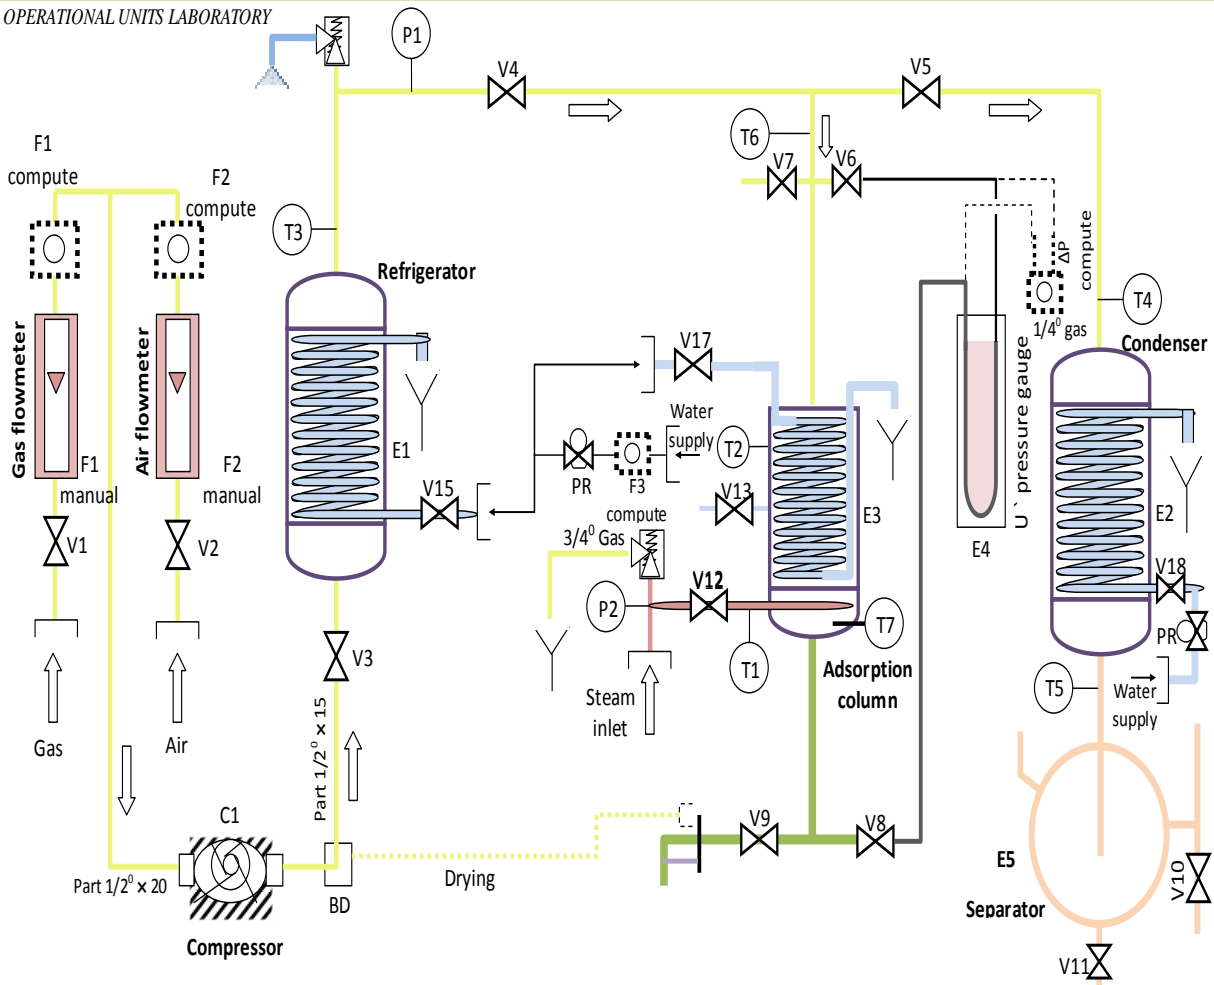 OPERATIONAL UNITS LABORATORY
P1
V4
V5
F1
compute
F2
compute
T6
V7
V6
T3
Refrigerator
ΔP
compute
T4
1/4⁰ gas
Condenser
Gas flowmeter
Air flowmeter
V17
Water
supply
T2
U ` pressure gauge
E1
F1
manual
F2
manual
PR
F3
compute
V15
V13
E3
E2
V1
V2
3/4⁰ Gas
E4
V12
V18
P2
T7
PR
V3
T1
Adsorption
column
Steam
inlet
T5
Water
supply
Gas
Air
Part 1/2⁰ x 15
C1
V9
V8
Part 1/2⁰ x 20
Drying
BD
E5
V10
Separator
Compressor
V11